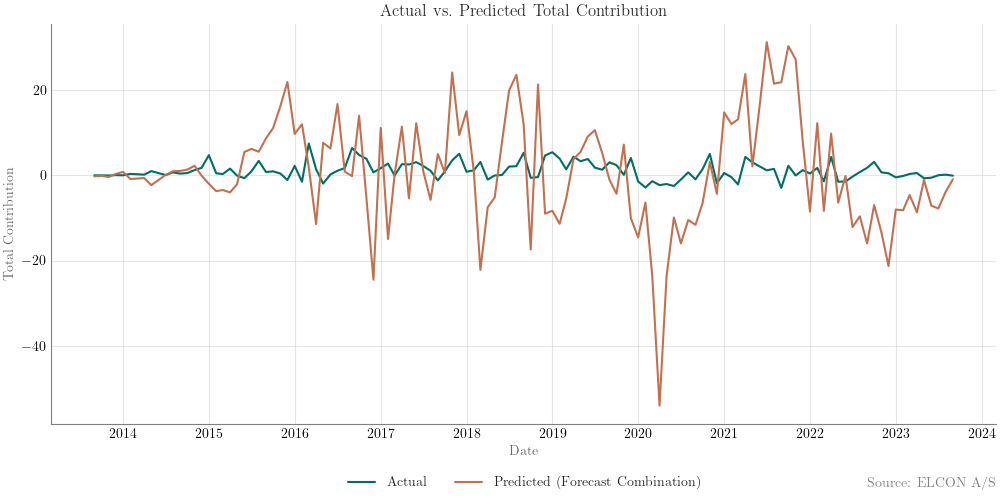 Actual vs. Predicted Total Contribution
Total Contribution
20
0
−20
−40
2014 2015 2016 2017 2018 2019 2020 2021 2022 2023 2024
Date
Actual Predicted (Forecast Combination)
Source: ELCON A/S